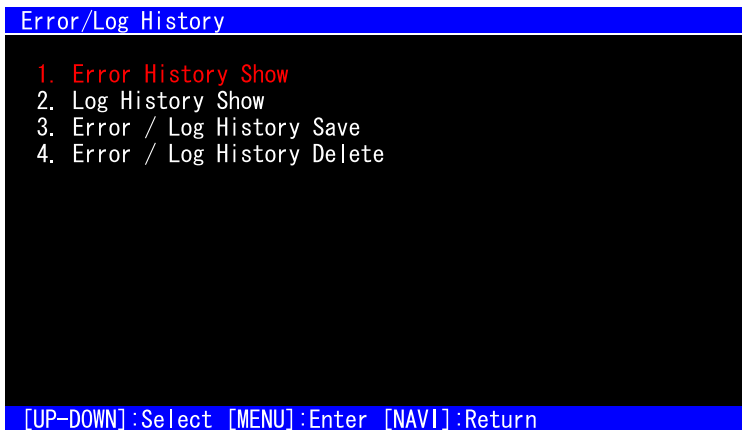 Error/Log History
1. Error History Show
2. Log History Show
3. Error / Log History Save
4. Error / Log History Delete
[UP-DOWN]:Select [MENU]:Enter [NAVI]:Return